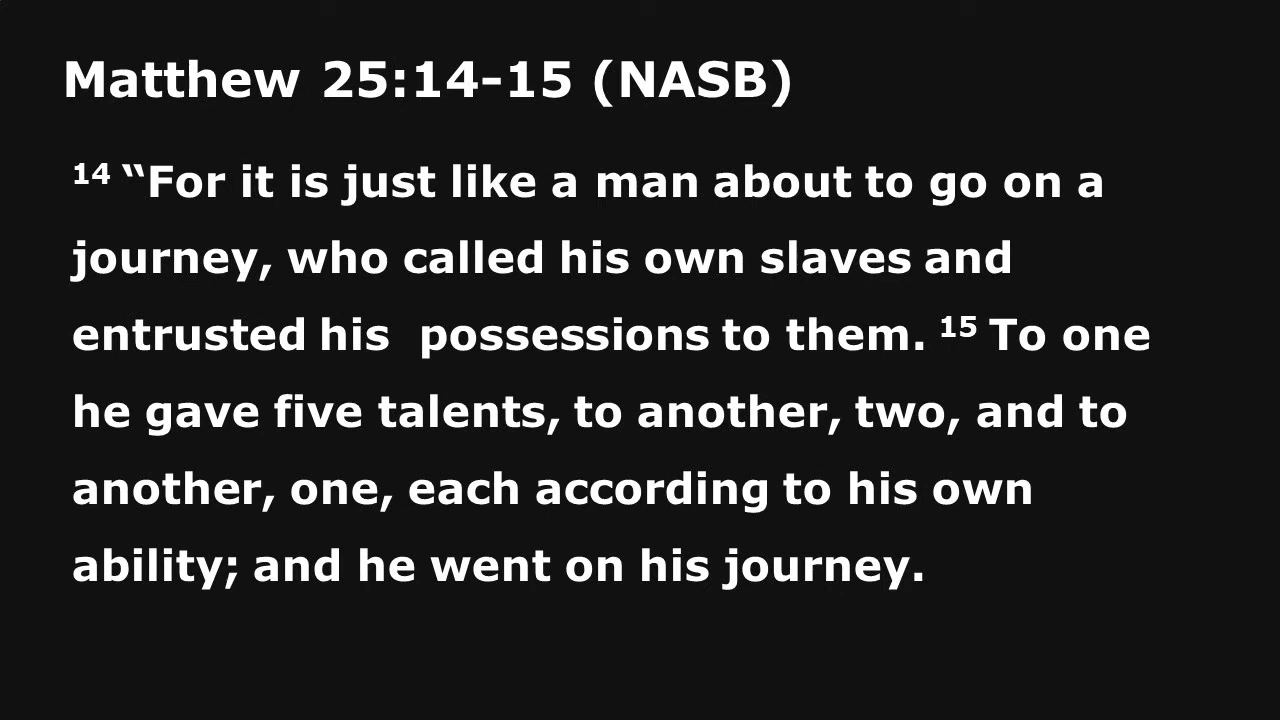 Matthew 25:14-15 (NASB)
14 “For it is just like a man about to go on a
journey, who called his own slaves and
entrusted his  possessions to them. 15 To one
he gave five talents, to another, two, and to
another, one, each according to his own
ability; and he went on his journey.